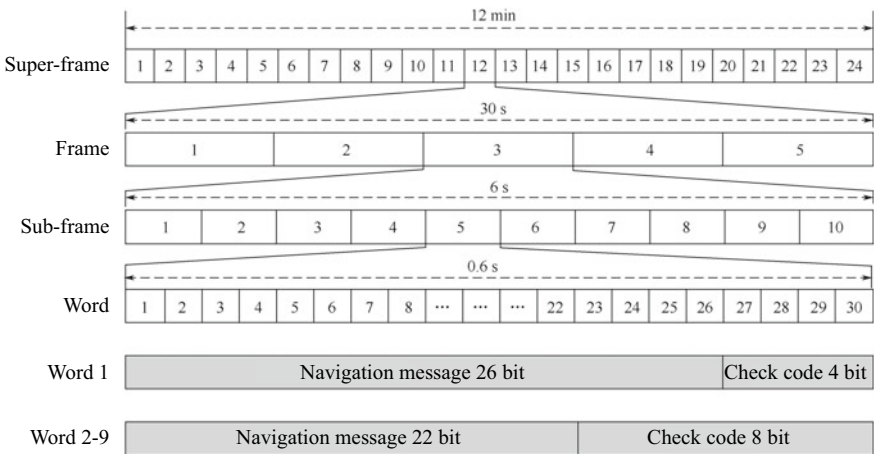 12 min
Super-frame 1 2 3 4 5 6 7 8 9 10 11 12 13 14 15 16 17 18 19 20 21 22 23 24
30 s
Frame 1 2 3 4 5
6 s
Sub-frame 1 2 3 4 5 6 7 8 9 10
0.6 s
Word 1 2 3 4 5 6 7 8 ... ... ... 22 23 24 25 26 27 28 29 30
Word 1 Navigation message 26 bit Check code 4 bit
Word 2-9 Navigation message 22 bit Check code 8 bit